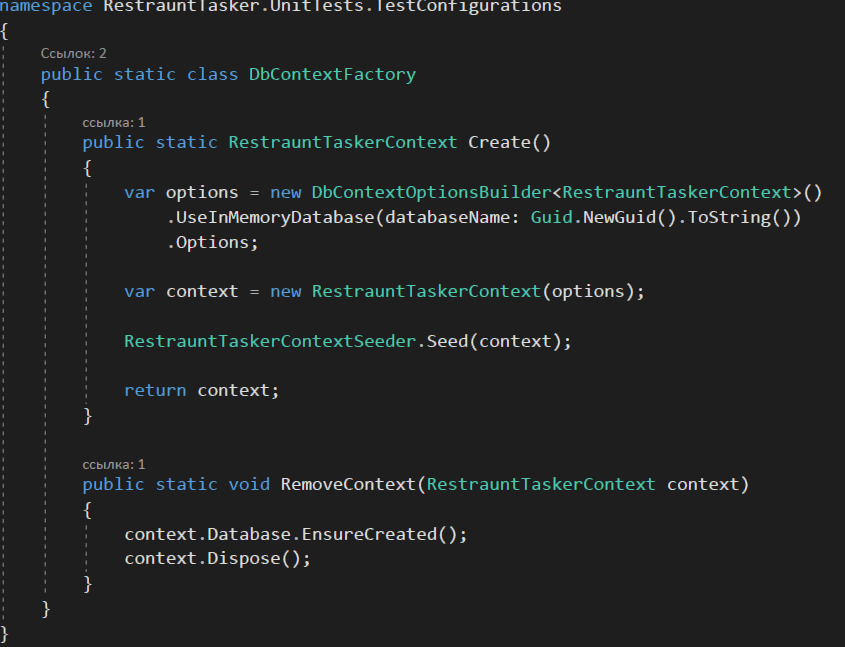 namespace RestrauntTasker.UnitTests.TestConfigurations
{
Ссылок: 2
public static class DbContextFactory
{
ссылка: 1
public static RestrauntTaskerContext Create()
{
var options = new DbContextOptionsBuilder<RestrauntTaskerContext>()
.UseInMemoryDatabase(databaseName: Guid.NewGuid().ToString())
.Options;
var context = new RestrauntTaskerContext(options);
RestrauntTaskerContextSeeder.Seed(context);
return context;
}
ссылка: 1
public static void RemoveContext(RestrauntTaskerContext context)
{
context.Database.EnsureCreated();
context.Dispose();
}
}
}